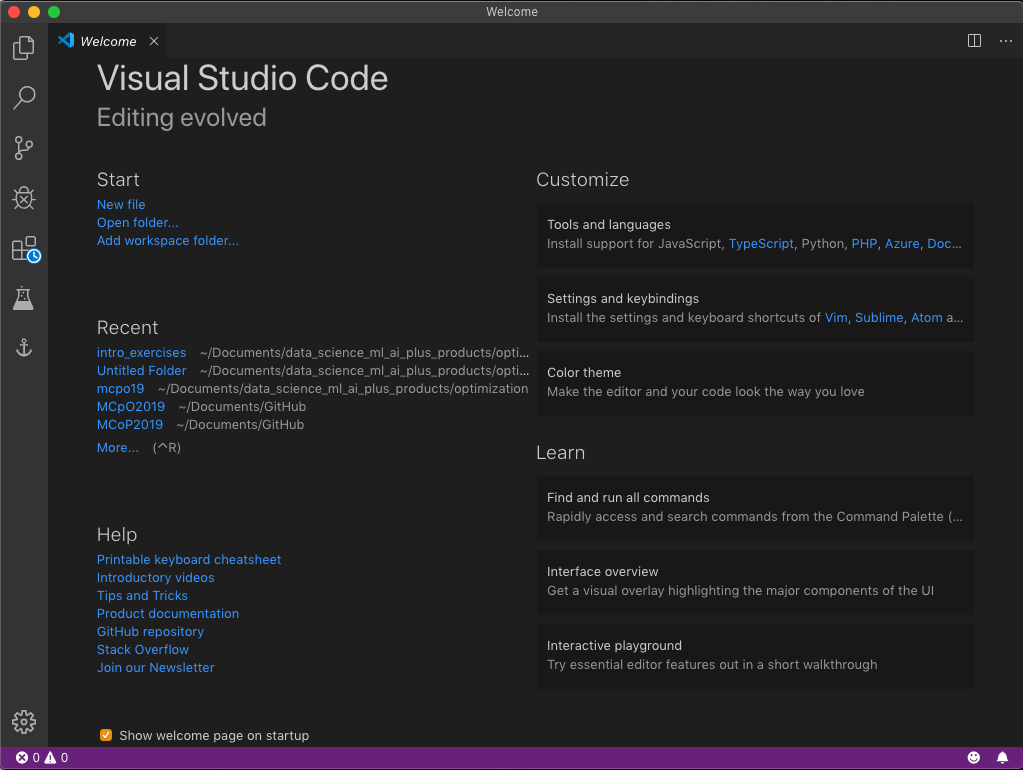 Welcome
Welcome
Visual Studio Code
Editing evolved
Start
New file
Open folder...
Add workspace folder...
Recent
intro_exercises ~/Documents/data_science_ml_ai_plus_products/opti...
Untitled Folder ~/Documents/data_science_ml_ai_plus_products/opti...
mcpo19 ~/Documents/data_science_ml_ai_plus_products/optimization
MCpO2019 ~/Documents/GitHub
MCoP2019 ~/Documents/GitHub
More... (^R)
Help
Printable keyboard cheatsheet
Introductory videos
Tips and Tricks
Product documentation
GitHub repository
Stack Overflow
Join our Newsletter
Show welcome page on startup
Customize
Tools and languages
Install support for JavaScript, TypeScript, Python, PHP, Azure, Doc...
Settings and keybindings
Install the settings and keyboard shortcuts of Vim, Sublime, Atom a...
Color theme
Make the editor and your code look the way you love
Learn
Find and run all commands
Rapidly access and search commands from the Command Palette (...
Interface overview
Get a visual overlay highlighting the major components of the UI
Interactive playground
Try essential editor features out in a short walkthrough
0 0